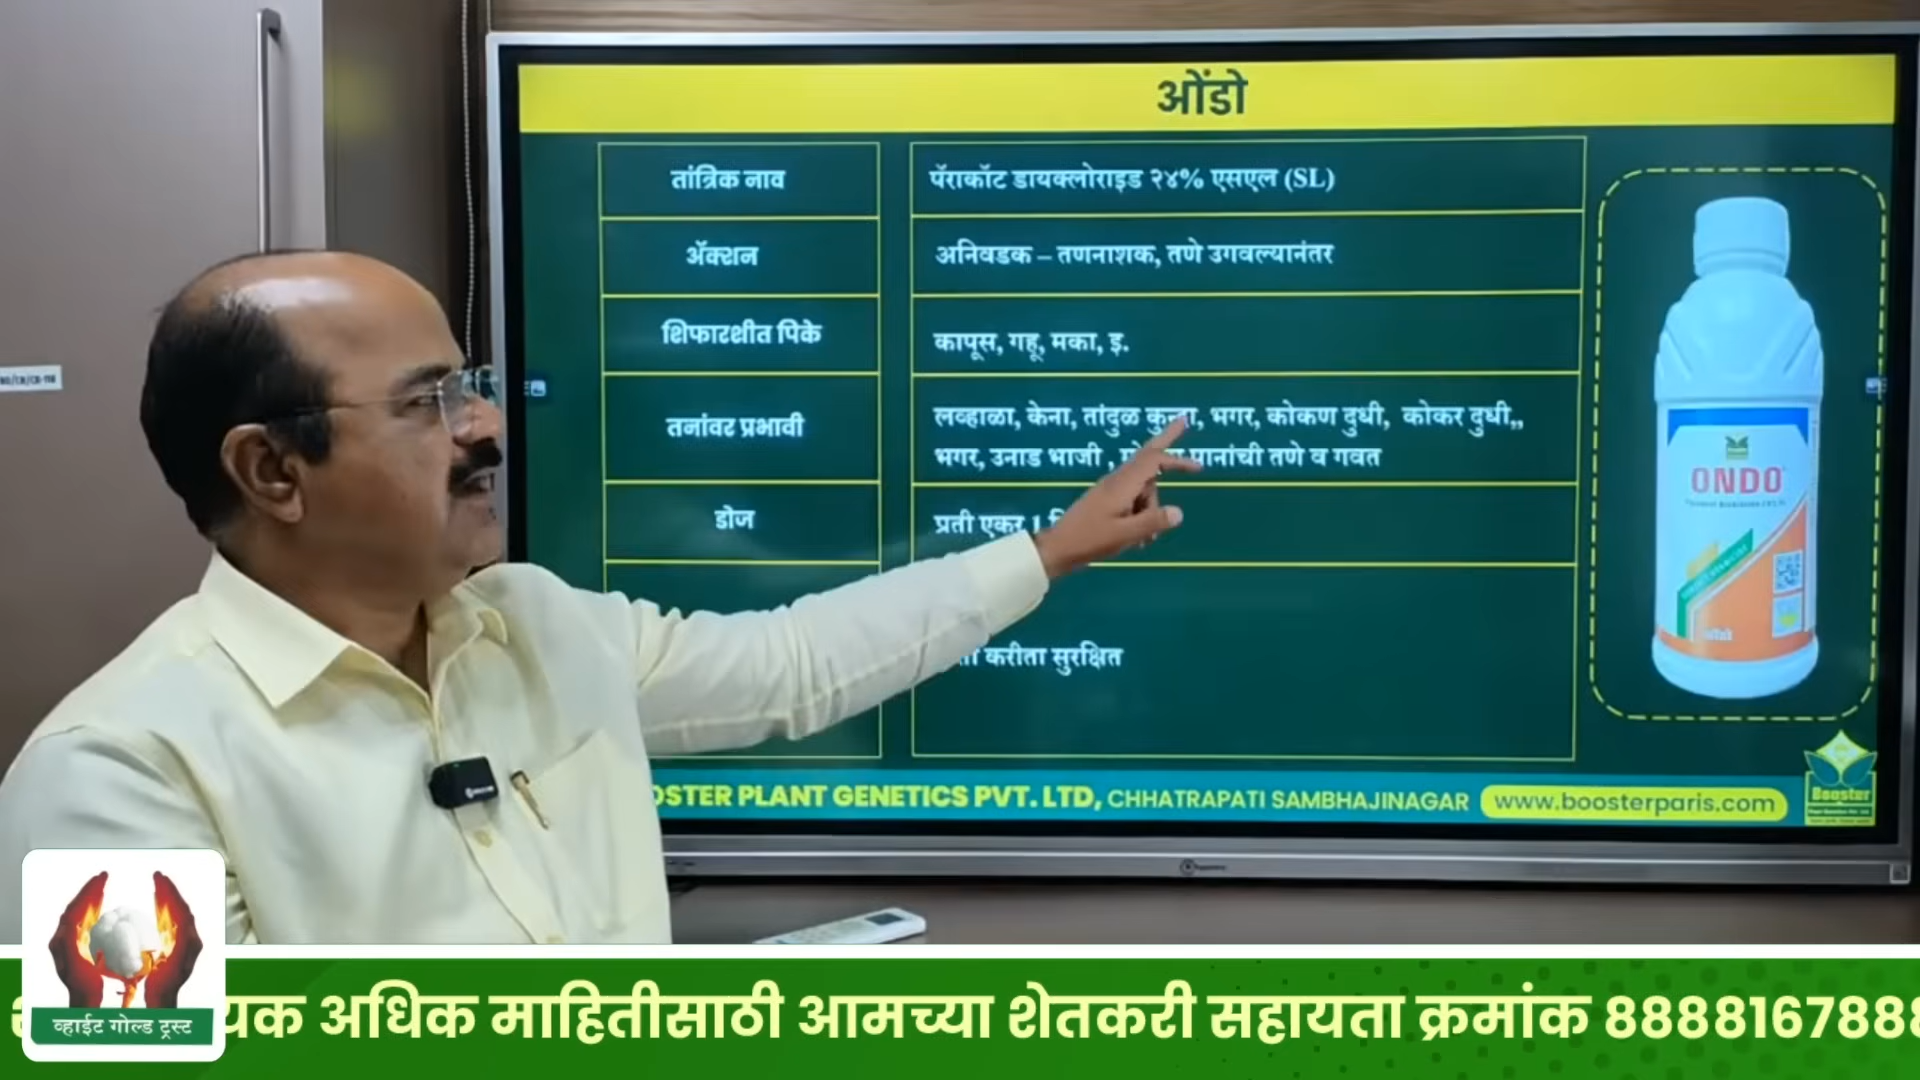 ओंडो
तांत्रिक नाव
पॅराकॉट डायक्लोराइड २४% एसएल (SL)
ॲक्शन
अनिवडक – तणनाशक, तणे उगवल्यानंतर
शिफारशीत पिके
कापूस, गहू, मका, इ.
तनांवर प्रभावी
लव्हाळा, केना, तांदुळ कुन्द्रा, भगर, कोकण दुधी, कोकर दुधी,,
भगर, उनाड भाजी , पानांची तणे व गवत
डोज
प्रती एकर 1
करीता सुरक्षित
ONDO
OSTER PLANT GENETICS PVT. LTD, CHHATRAPATI SAMBHAJINAGAR
www.boosterparis.com
Booster
व्हाईट गोल्ड ट्रस्ट
यक अधिक माहितीसाठी आमच्या शेतकरी सहायता क्रमांक 8888167888